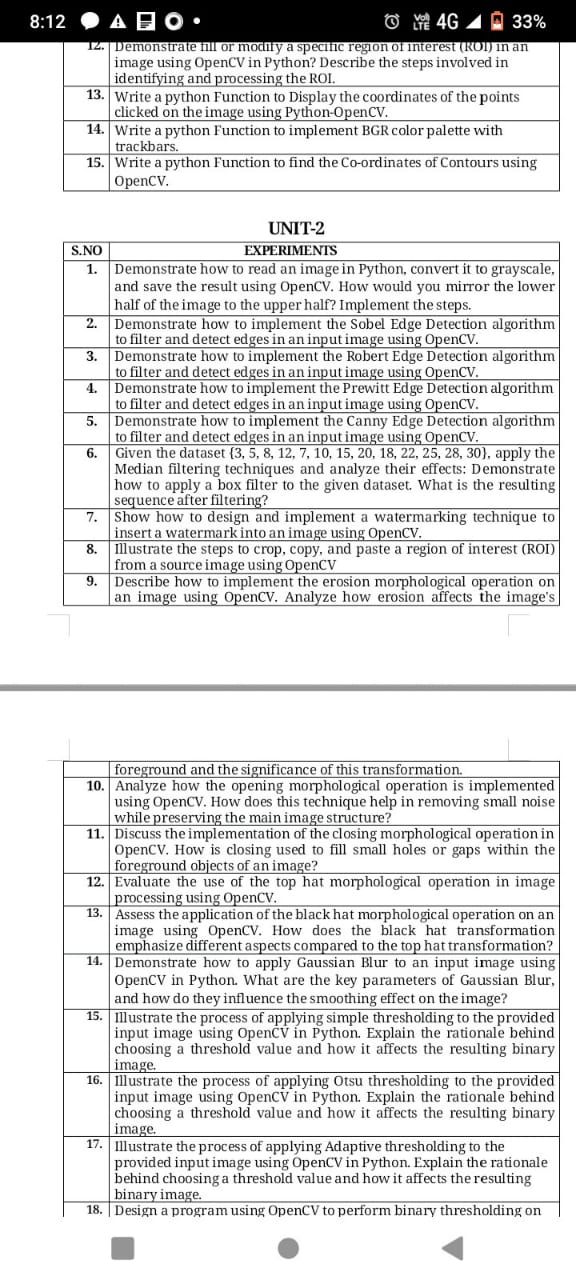 8:12 4G 33%
12. Demonstrate fill or modify a specific region of interest (ROI) in an
image using OpenCV in Python? Describe the steps involved in
identifying and processing the ROI.
13. Write a python Function to Display the coordinates of the points
clicked on the image using Python-OpenCV.
14. Write a python Function to implement BGR color palette with
trackbars.
15. Write a python Function to find the Co-ordinates of Contours using
OpenCV.
UNIT-2
S.NO EXPERIMENTS
1. Demonstrate how to read an image in Python, convert it to grayscale,
and save the result using OpenCV. How would you mirror the lower
half of the image to the upper half? Implement the steps.
2. Demonstrate how to implement the Sobel Edge Detection algorithm
to filter and detect edges in an input image using OpenCV.
3. Demonstrate how to implement the Robert Edge Detection algorithm
to filter and detect edges in an input image using OpenCV.
4. Demonstrate how to implement the Prewitt Edge Detection algorithm
to filter and detect edges in an input image using OpenCV.
5. Demonstrate how to implement the Canny Edge Detection algorithm
to filter and detect edges in an input image using OpenCV.
6. Given the dataset {3, 5, 8, 12, 7, 10, 15, 20, 18, 22, 25, 28, 30}, apply the
Median filtering techniques and analyze their effects: Demonstrate
how to apply a box filter to the given dataset. What is the resulting
sequence after filtering?
7. Show how to design and implement a watermarking technique to
insert a watermark into an image using OpenCV.
8. Illustrate the steps to crop, copy, and paste a region of interest (ROI)
from a source image using OpenCV
9. Describe how to implement the erosion morphological operation on
an image using OpenCV. Analyze how erosion affects the image's
foreground and the significance of this transformation.
10. Analyze how the opening morphological operation is implemented
using OpenCV. How does this technique help in removing small noise
while preserving the main image structure?
11. Discuss the implementation of the closing morphological operation in
OpenCV. How is closing used to fill small holes or gaps within the
foreground objects of an image?
12. Evaluate the use of the top hat morphological operation in image
processing using OpenCV.
13. Assess the application of the black hat morphological operation on an
image using OpenCV. How does the black hat transformation
emphasize different aspects compared to the top hat transformation?
14. Demonstrate how to apply Gaussian Blur to an input image using
OpenCV in Python. What are the key parameters of Gaussian Blur,
and how do they influence the smoothing effect on the image?
15. Illustrate the process of applying simple thresholding to the provided
input image using OpenCV in Python. Explain the rationale behind
choosing a threshold value and how it affects the resulting binary
image.
16. Illustrate the process of applying Otsu thresholding to the provided
input image using OpenCV in Python. Explain the rationale behind
choosing a threshold value and how it affects the resulting binary
image.
17. Illustrate the process of applying Adaptive thresholding to the
provided input image using OpenCV in Python. Explain the rationale
behind choosing a threshold value and how it affects the resulting
binary image.
18. Design a program using OpenCV to perform binary thresholding on